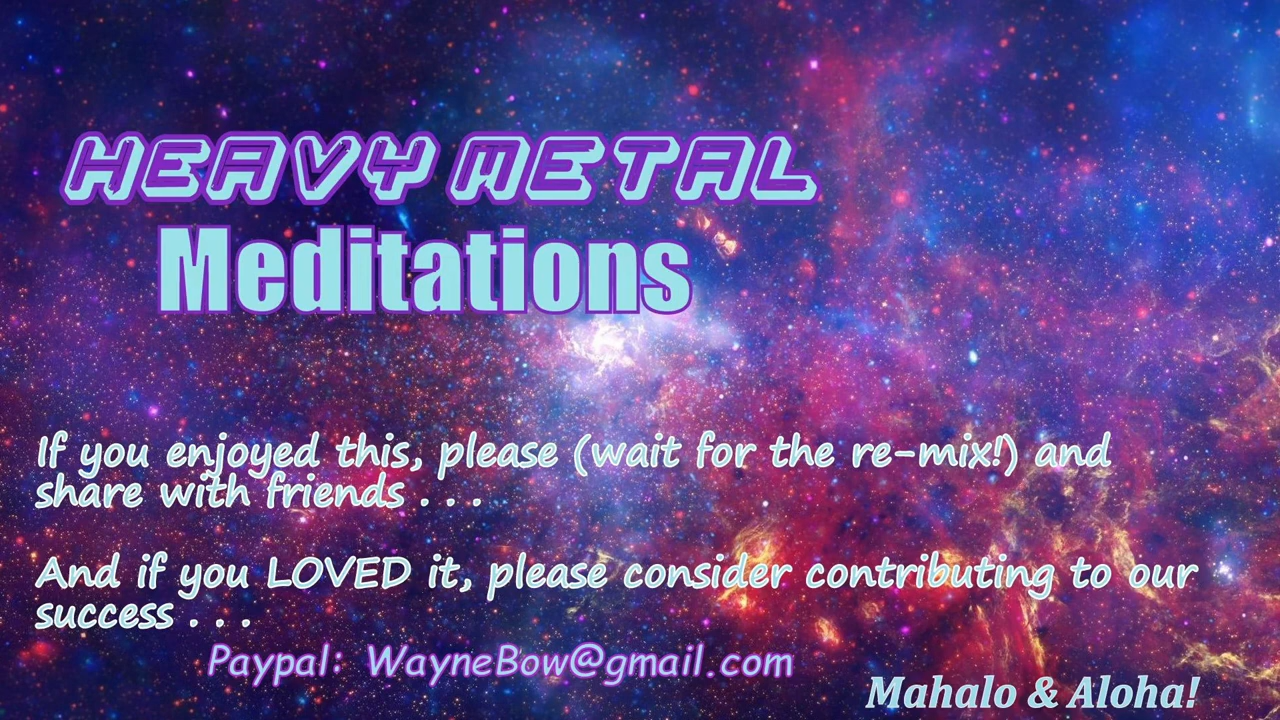 HEAVY METAL
Meditations
If you enjoyed this, please (wait for the re-mix!) and
share with friends . . .
And if you LOVED it, please consider contributing to our
success . . .
Paypal: WayneBow@gmail.com
Mahalo & Aloha!